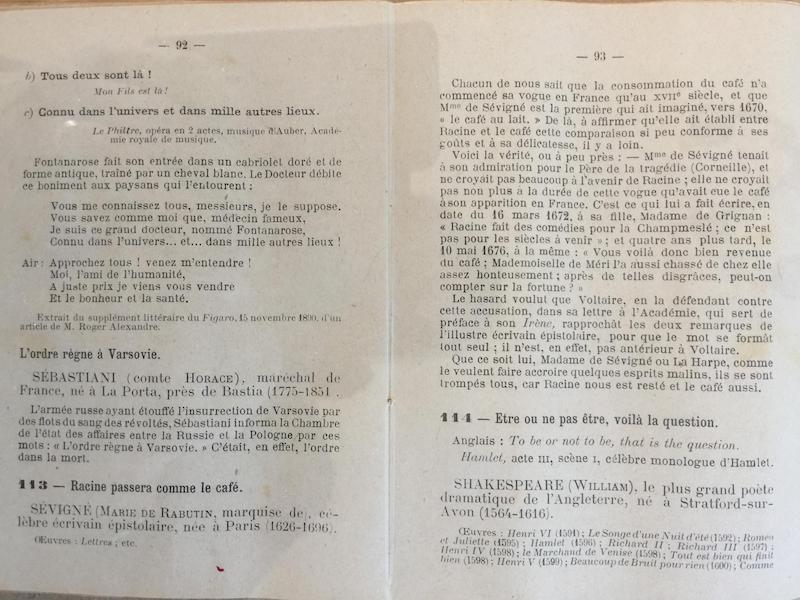 — 92 —
b) Tous deux sont là !
Mon Fils est là !
c) Connu dans l'univers et dans mille autres lieux.
Le Philtre, opéra en 2 actes, musique d'Auber, Acadé-
mie royale de musique.
Fontanarose fait son entrée dans un cabriolet doré et de
forme antique, traîné par un cheval blanc. Le Docteur débite
ce boniment aux paysans qui l'entourent :
Vous me connaissez tous, messieurs, je le suppose.
Vous savez comme moi que, médecin fameux,
Je suis ce grand docteur, nommé Fontanarose,
Connu dans l'univers... et... dans mille autres lieux !
Air : Approchez tous ! venez m'entendre !
Moi, l'ami de l'humanité,
A juste prix je viens vous vendre
Et le bonheur et la santé.
Extrait du supplément littéraire du Figaro, 15 novembre 1890, d'un
article de M. Roger Alexandre.
L'ordre règne à Varsovie.
SÉBASTIANI (comte HORACE), maréchal de
France, né à La Porta, près de Bastia (1775-1851 .
L'armée russe ayant étouffé l'insurrection de Varsovie par
des flots du sang des révoltés, Sébastiani informa la Chambre
de l'état des affaires entre la Russie et la Pologne par ces
mots : « L'ordre règne à Varsovie. » C'était, en effet, l'ordre
dans la mort.
113 — Racine passera comme le café.
SÉVIGNÉ (MARIE DE RABUTIN, marquise de), cé-
lèbre écrivain épistolaire, née à Paris (1626-1696).
Œuvres : Lettres ; etc.
— 93 —
Chacun de nous sait que la consommation du café n'a
commencé sa vogue en France qu'au XVIIe siècle, et que
Mme de Sévigné est la première qui ait imaginé, vers 1670,
« le café au lait. » De là, à affirmer qu'elle ait établi entre
Racine et le café cette comparaison si peu conforme à ses
goûts et à sa délicatesse, il y a loin.
Voici la vérité, ou à peu près : — Mme de Sévigné tenait
à son admiration pour le Père de la tragédie (Corneille), et
ne croyait pas beaucoup à l'avenir de Racine ; elle ne croyait
pas non plus à la durée de cette vogue qu'avait eue le café
à son apparition en France. C'est ce qui lui a fait écrire, en
date du 16 mars 1672, à sa fille, Madame de Grignan :
« Racine fait des comédies pour la Champmeslé ; ce n'est
pas pour les siècles à venir » ; et quatre ans plus tard, le
10 mai 1676, à la même : « Vous voilà donc bien revenue
du café ; Mademoiselle de Méri l'a aussi chassé de chez elle
assez honteusement ; après de telles disgrâces, peut-on
compter sur la fortune ? »
Le hasard voulut que Voltaire, en la défendant contre
cette accusation, dans sa lettre à l'Académie, qui sert de
préface à son Irène, rapprochât les deux remarques de
l'illustre écrivain épistolaire, pour que le mot se formât
tout seul ; il n'est, en effet, pas antérieur à Voltaire.
Que ce soit lui, Madame de Sévigné ou La Harpe, comme
le veulent faire accroire quelques esprits malins, ils se sont
trompés tous, car Racine nous est resté et le café aussi.
114 — Etre ou ne pas être, voilà la question.
Anglais : To be or not to be, that is the question.
Hamlet, acte III, scène I, célèbre monologue d'Hamlet.
SHAKESPEARE (WILLIAM), le plus grand poète
dramatique de l'Angleterre, né à Stratford-sur-
Avon (1564-1616).
Œuvres : Henri VI (1591) ; Le Songe d'une Nuit d'été (1592) ; Roméo
et Juliette (1595) ; Hamlet (1596) ; Richard II ; Richard III (1597) ;
Henri IV (1598) ; le Marchand de Venise (1598) ; Tout est bien qui finit
bien (1598) ; Henri V (1599) ; Beaucoup de Bruit pour rien (1600) ; Comme